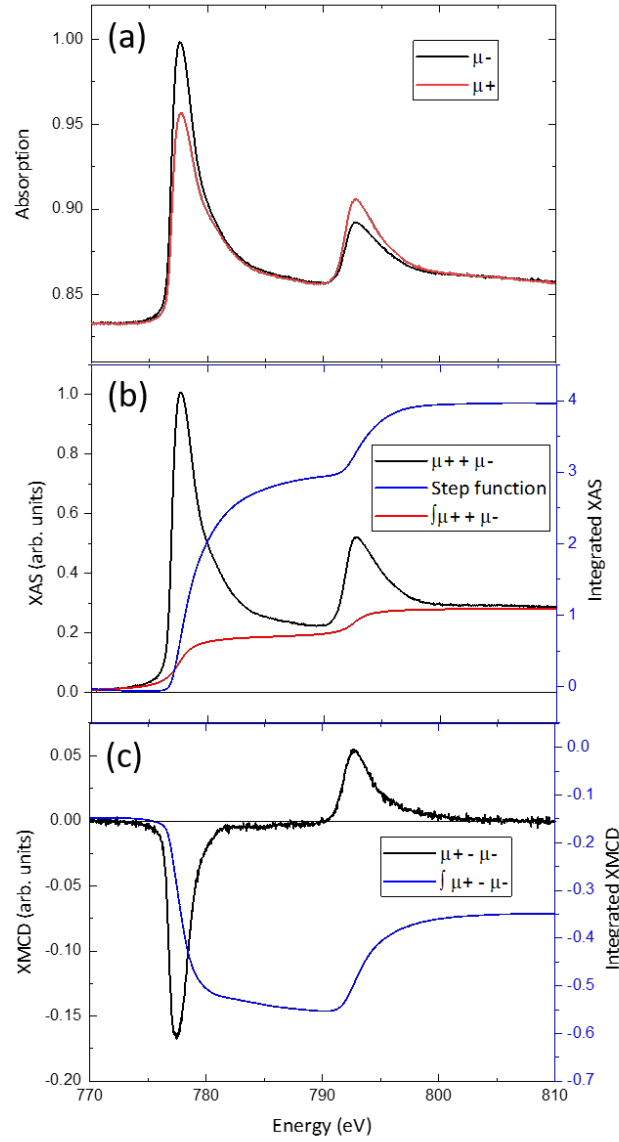 (a)
μ-
μ+
1.00
0.95
0.90
0.85
Absorption
(b)
μ+ + μ-
Step function
∫μ+ + μ-
1.0
0.8
0.6
0.4
0.2
0.0
XAS (arb. units)
4
3
2
1
0
Integrated XAS
(c)
μ+ - μ-
∫ μ+ - μ-
0.05
0.00
-0.05
-0.10
-0.15
-0.20
XMCD (arb. units)
0.0
-0.1
-0.2
-0.3
-0.4
-0.5
-0.6
-0.7
Integrated XMCD
770 780 790 800 810
Energy (eV)